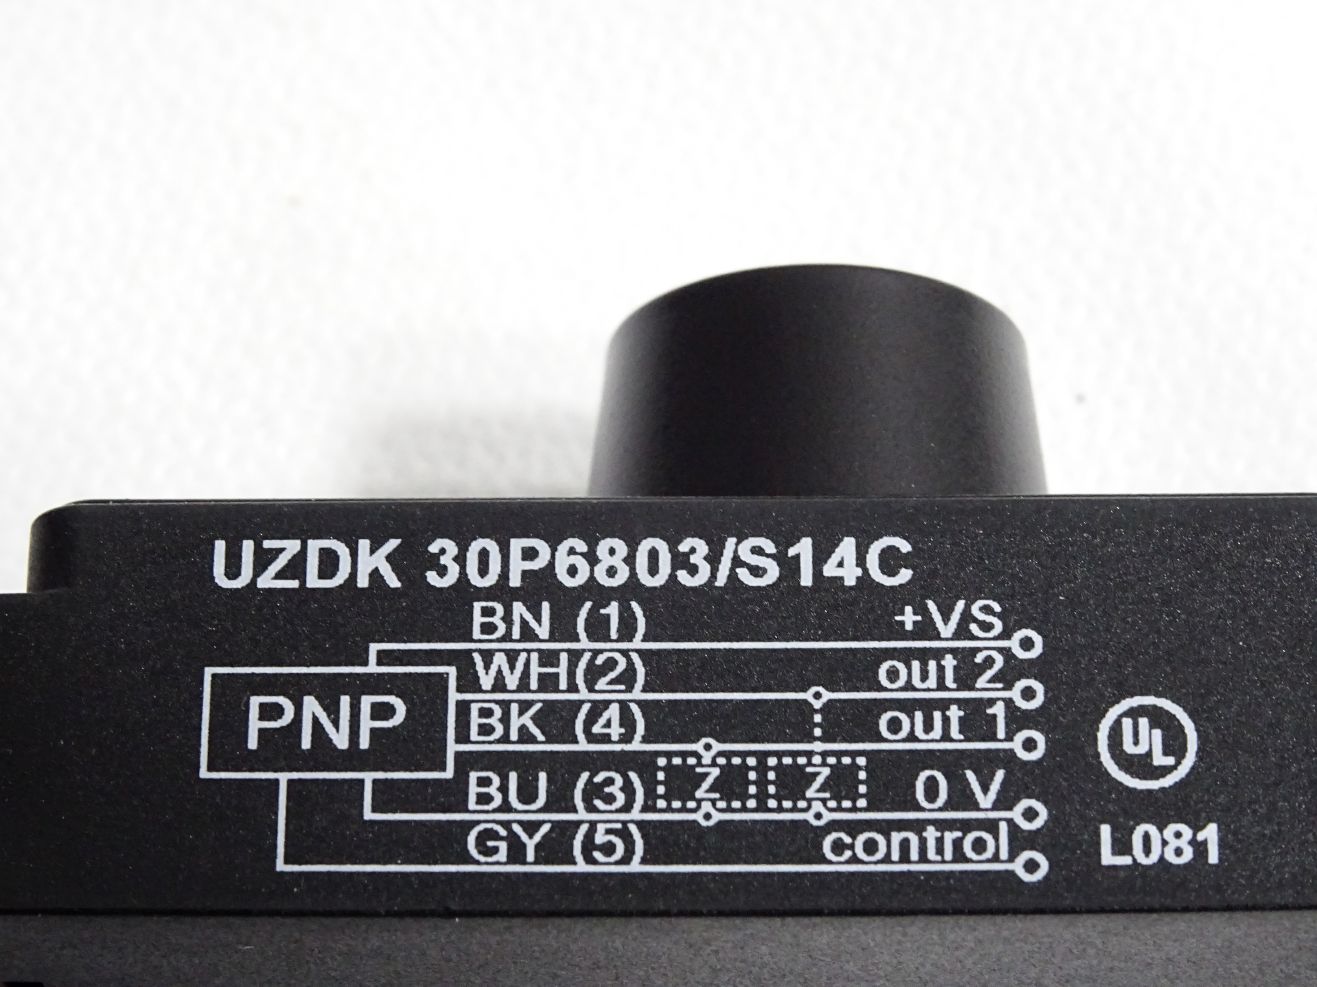 UZDK 30P6803/S14C
BN (1) +VS
WH(2) out 2
PNP
BK (4) out 1
UL
BU (3) Z Z 0 V
GY (5) control
L081